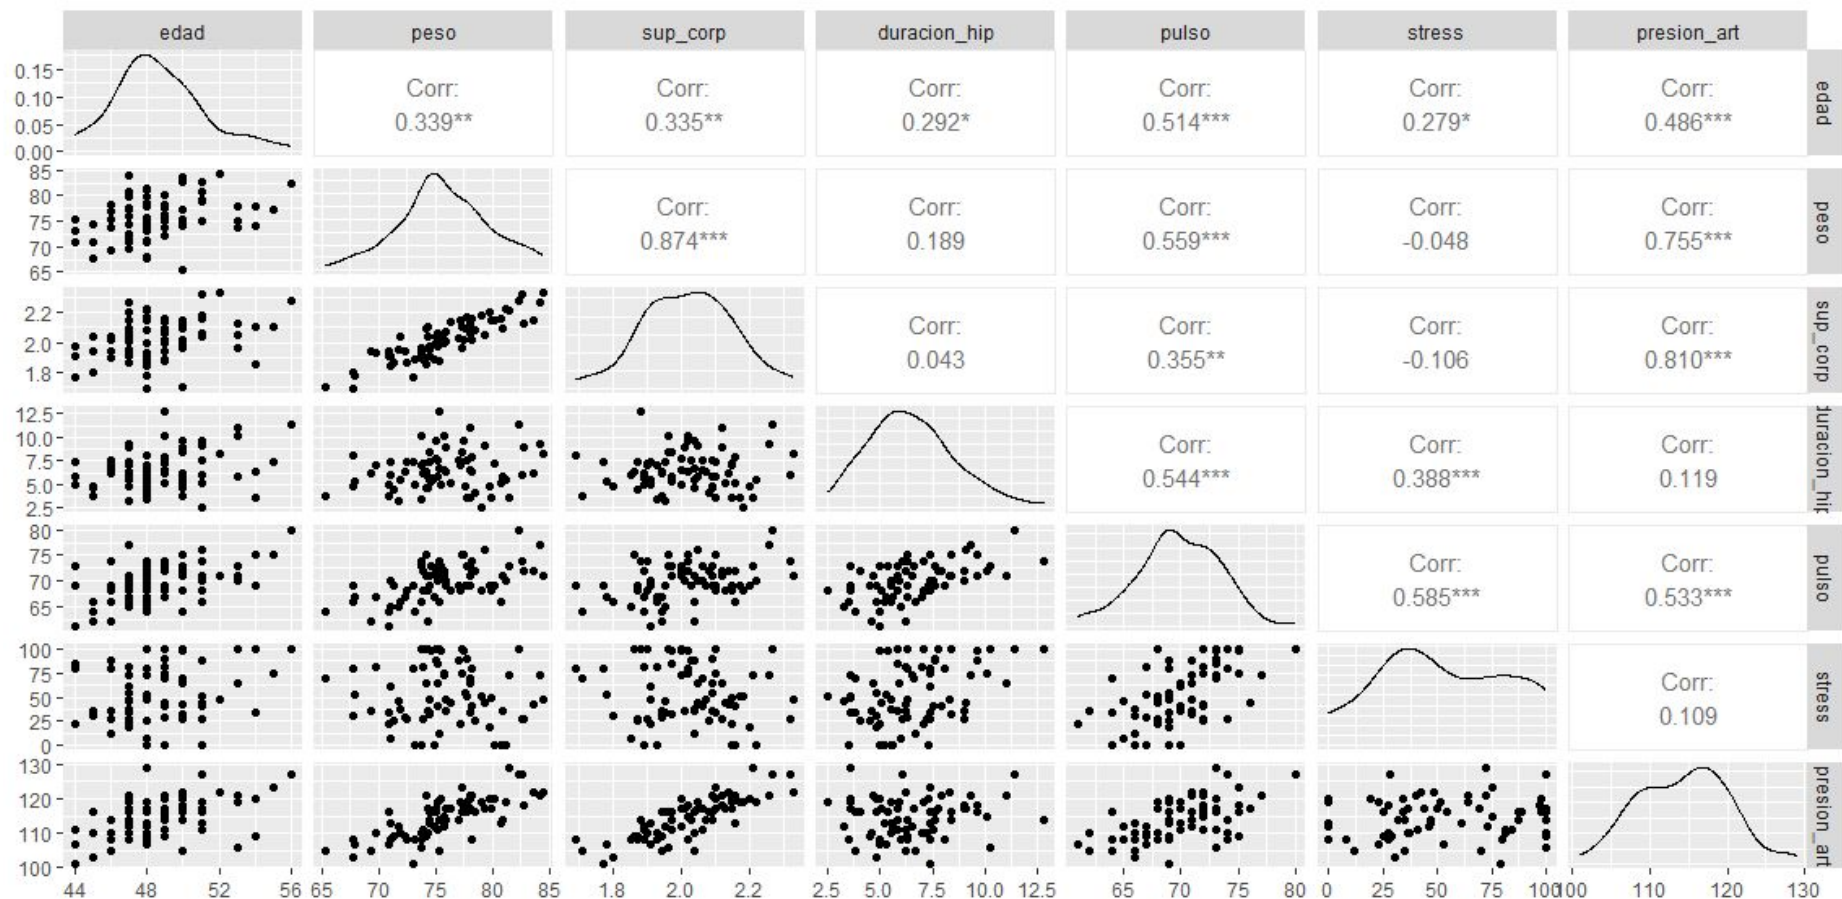 edad peso sup_corp duracion_hip pulso stress presion_art
0.15
0.10
0.05
0.00
Corr: Corr: Corr: Corr: Corr: Corr:
0.339** 0.335** 0.292* 0.514*** 0.279* 0.486***
edad
85
80
75
70
65
Corr: Corr: Corr: Corr: Corr:
0.874*** 0.189 0.559*** -0.048 0.755***
peso
2.2
2.0
1.8
Corr: Corr: Corr: Corr:
0.043 0.355** -0.106 0.810***
sup_corp
12.5
10.0
7.5
5.0
2.5
Corr: Corr: Corr:
0.544*** 0.388*** 0.119
duracion_hip
80
75
70
65
Corr: Corr:
0.585*** 0.533***
pulso
100
75
50
25
0
Corr:
0.109
stress
130
120
110
100
presion_art
44 48 52 56 65 70 75 80 85 1.8 2.0 2.2 2.5 5.0 7.5 10.0 12.5 65 70 75 80 0 25 50 75 100 100 110 120 130